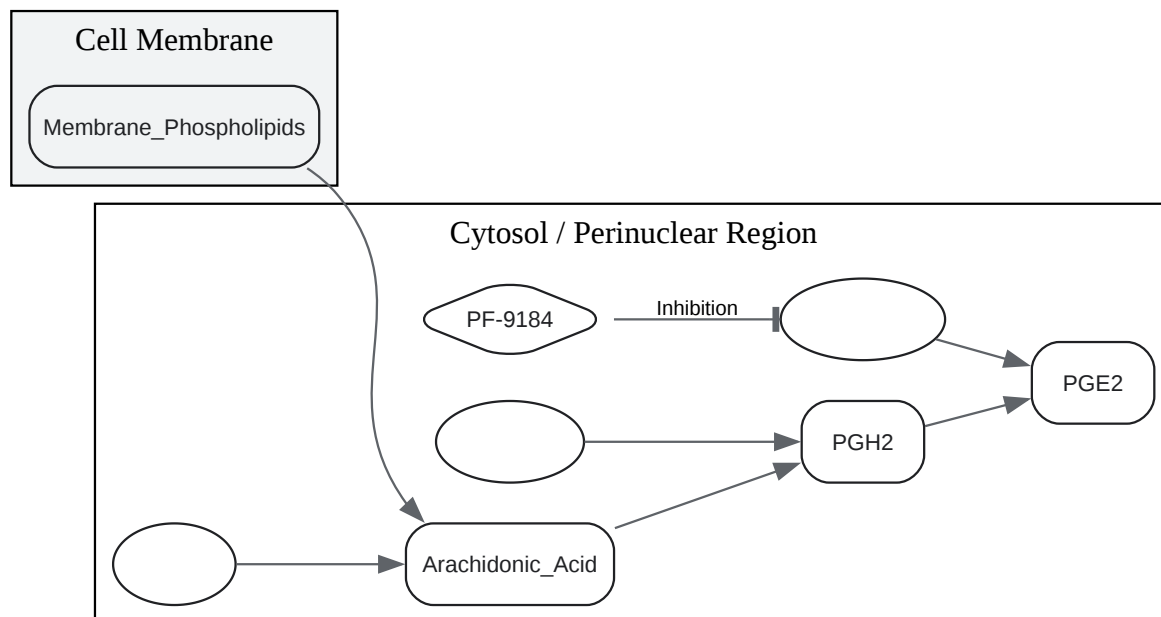 Cell Membrane
Membrane_Phospholipids
Cytosol / Perinuclear Region
PF-9184
Inhibition
PGE2
PGH2
Arachidonic_Acid